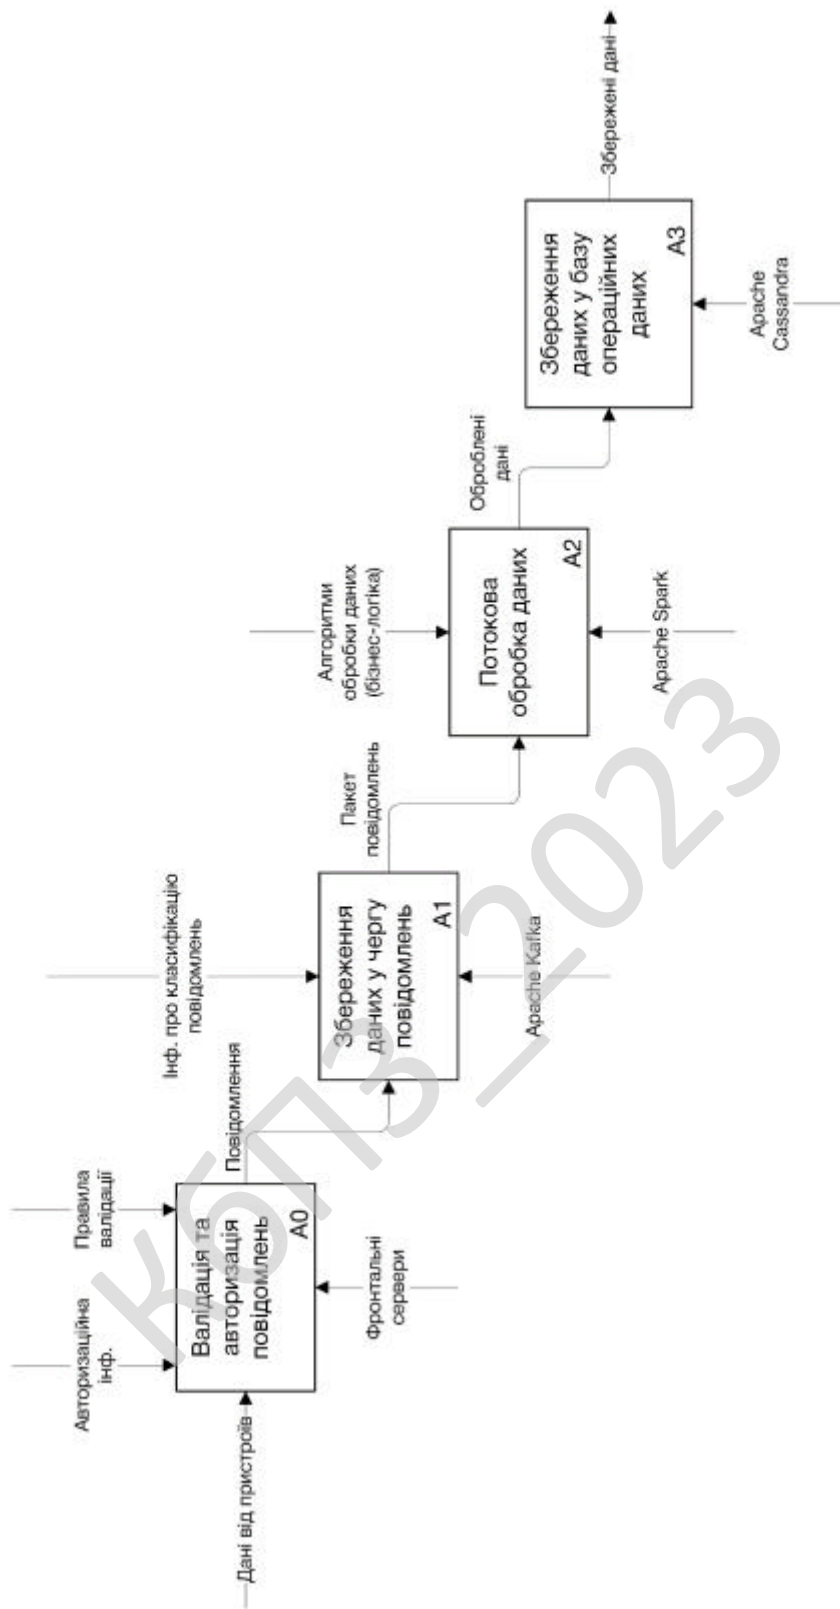 Дані від пристроїв
Авторизаційна
інф.
Правила
валідації
Валідація та
авторизація
повідомлень
A0
Фронтальні
сервери
Повідомлення
Інф. про класифікацію
повідомлень
Збереження
даних у чергу
повідомлень
A1
Apache Kafka
Пакет
повідомлень
Алгоритми
обробки даних
(бізнес-логіка)
Потокова
обробка даних
A2
Apache Spark
Оброблені
дані
Збереження
даних у базу
операційних
даних
A3
Apache
Cassandra
Збережені дані
КбПЗ_2023